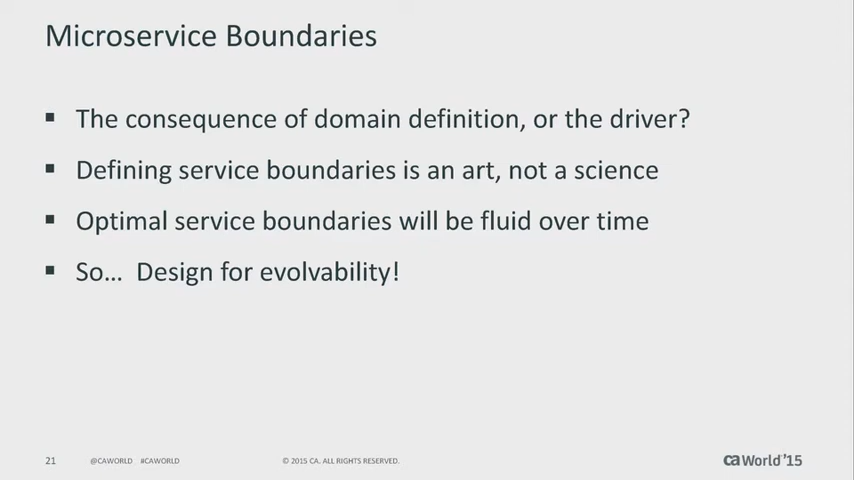 Microservice Boundaries
▪ The consequence of domain definition, or the driver?
▪ Defining service boundaries is an art, not a science
▪ Optimal service boundaries will be fluid over time
▪ So... Design for evolvability!
21 @CAWORLD #CAWORLD © 2015 CA. ALL RIGHTS RESERVED. ca World '15